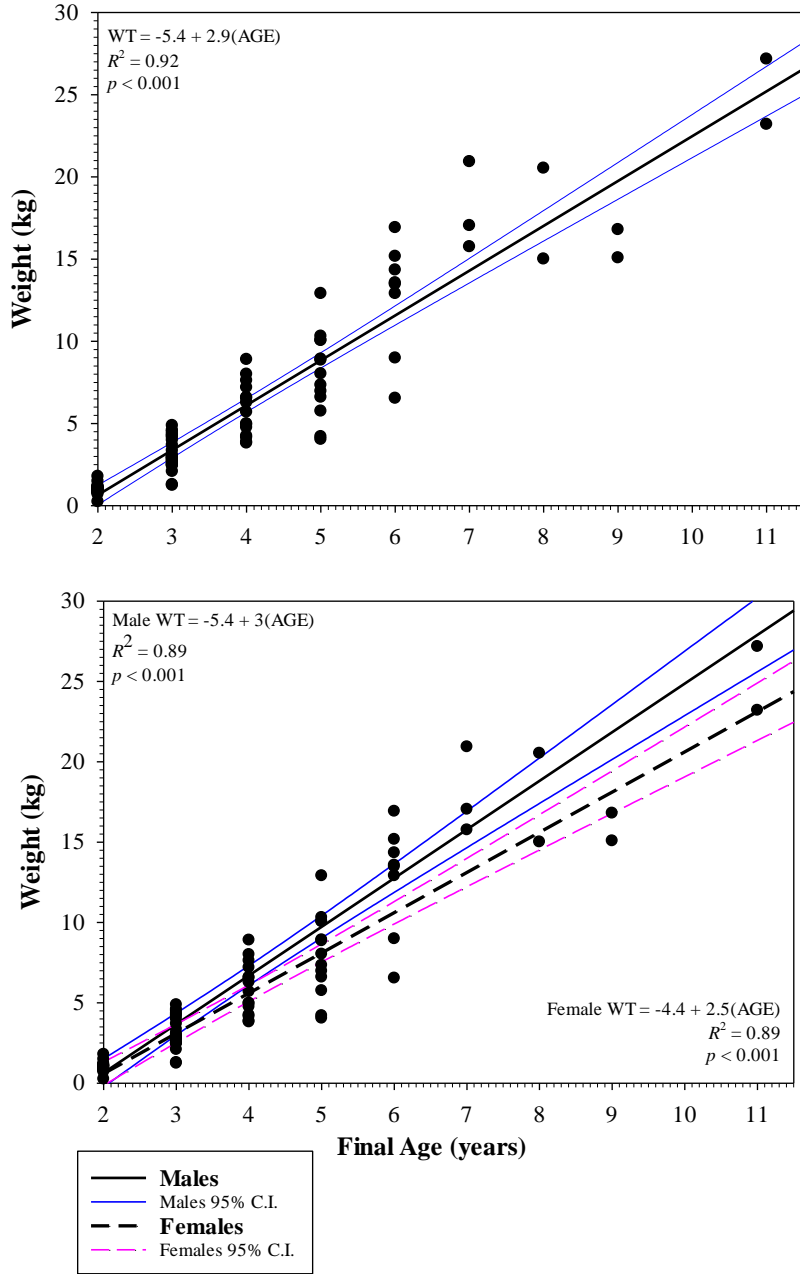 30
WT = -5.4 + 2.9(AGE)
R² = 0.92
p < 0.001
25
20
Weight (kg)
15
10
5
0
2 3 4 5 6 7 8 9 10 11
30
Male WT = -5.4 + 3(AGE)
R² = 0.89
p < 0.001
25
20
Weight (kg)
15
10
5
Female WT = -4.4 + 2.5(AGE)
R² = 0.89
p < 0.001
0
2 3 4 5 6 7 8 9 10 11
Final Age (years)
Males
Males 95% C.I.
Females
Females 95% C.I.